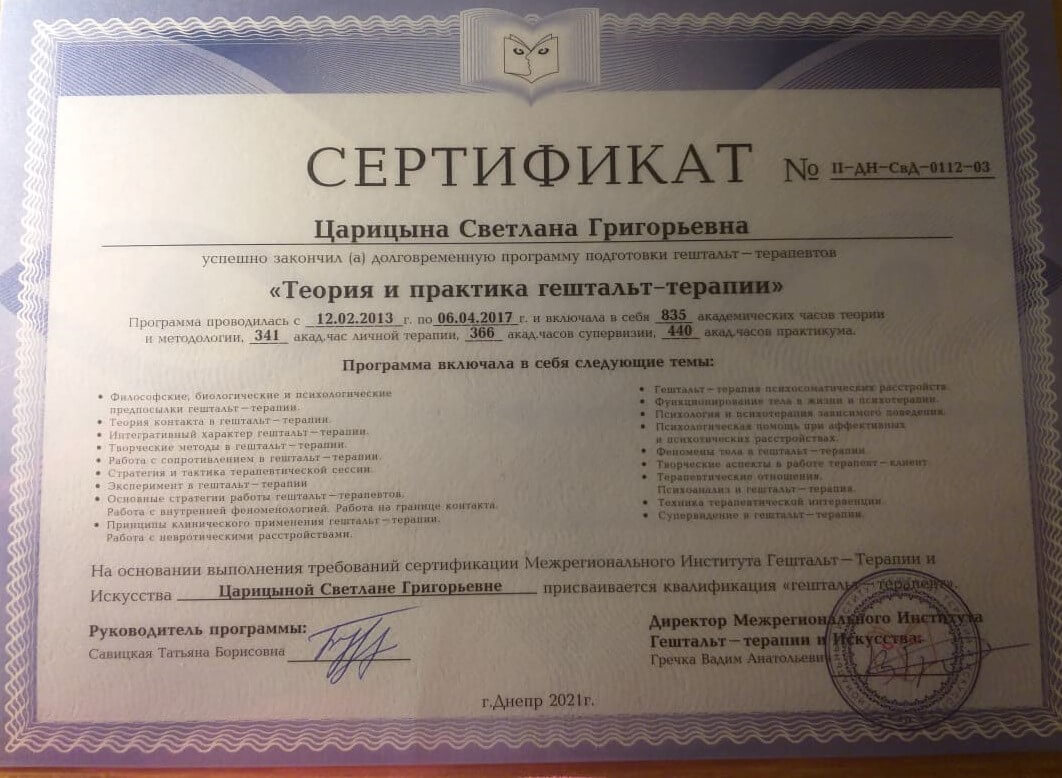 СЕРТИФИКАТ № II-ДН-СвД-0112-03
Царицына Светлана Григорьевна
успешно закончил (а) долговременную программу подготовки гештальт-терапевтов
«Теория и практика гештальт-терапии»
Программа проводилась с 12.02.2013 г. по 06.04.2017 г. и включала в себя 835 академических часов теории
и методологии, 341 акад.час личной терапии, 366 акад.часов супервизии, 440 акад.часов практикума.
Программа включала в себя следующие темы:
• Философские, биологические и психологические
предпосылки гештальт-терапии.
• Теория контакта в гештальт-терапии.
• Интегративный характер гештальт-терапии.
• Творческие методы в гештальт-терапии.
• Работа с сопротивлением в гештальт-терапии.
• Стратегия и тактика терапевтической сессии.
• Эксперимент в гештальт-терапии
• Основные стратегии работы гештальт-терапевтов.
Работа с внутренней феноменологией. Работа на границе контакта.
• Принципы клинического применения гештальт-терапии.
Работа с невротическими расстройствами.
• Гештальт-терапия психосоматических расстройств.
• Функционирование тела в жизни и психотерапии.
• Психология и психотерапия зависимого поведения.
• Психологическая помощь при аффективных
и психотических расстройствах.
• Феномены тела в гештальт-терапии
• Творческие аспекты в работе терапевт-клиент
• Терапевтические отношения.
Психоанализ и гештальт-терапия.
• Техника терапевтической интервенции.
• Супервидение в гештальт-терапии.
На основании выполнения требований сертификации Межрегионального Института Гештальт-Терапии и
Искусства Царицыной Светлане Григорьевне присваивается квалификация «гештальт-терапевт».
Руководитель программы:
Савицкая Татьяна Борисовна
Директор Межрегионального Института
Гештальт-терапии и Искусства:
Гречка Вадим Анатольевич
г.Днепр 2021г.